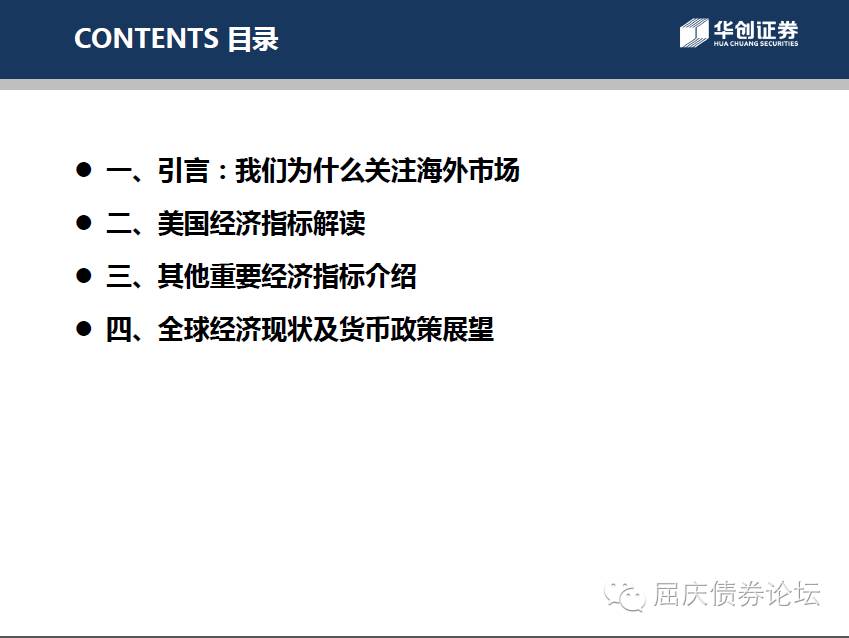 CONTENTS 目录
华创证券
HUA CHUANG SECURITIES
● 一、引言：我们为什么关注海外市场
● 二、美国经济指标解读
● 三、其他重要经济指标介绍
● 四、全球经济现状及货币政策展望
屈庆债券论坛